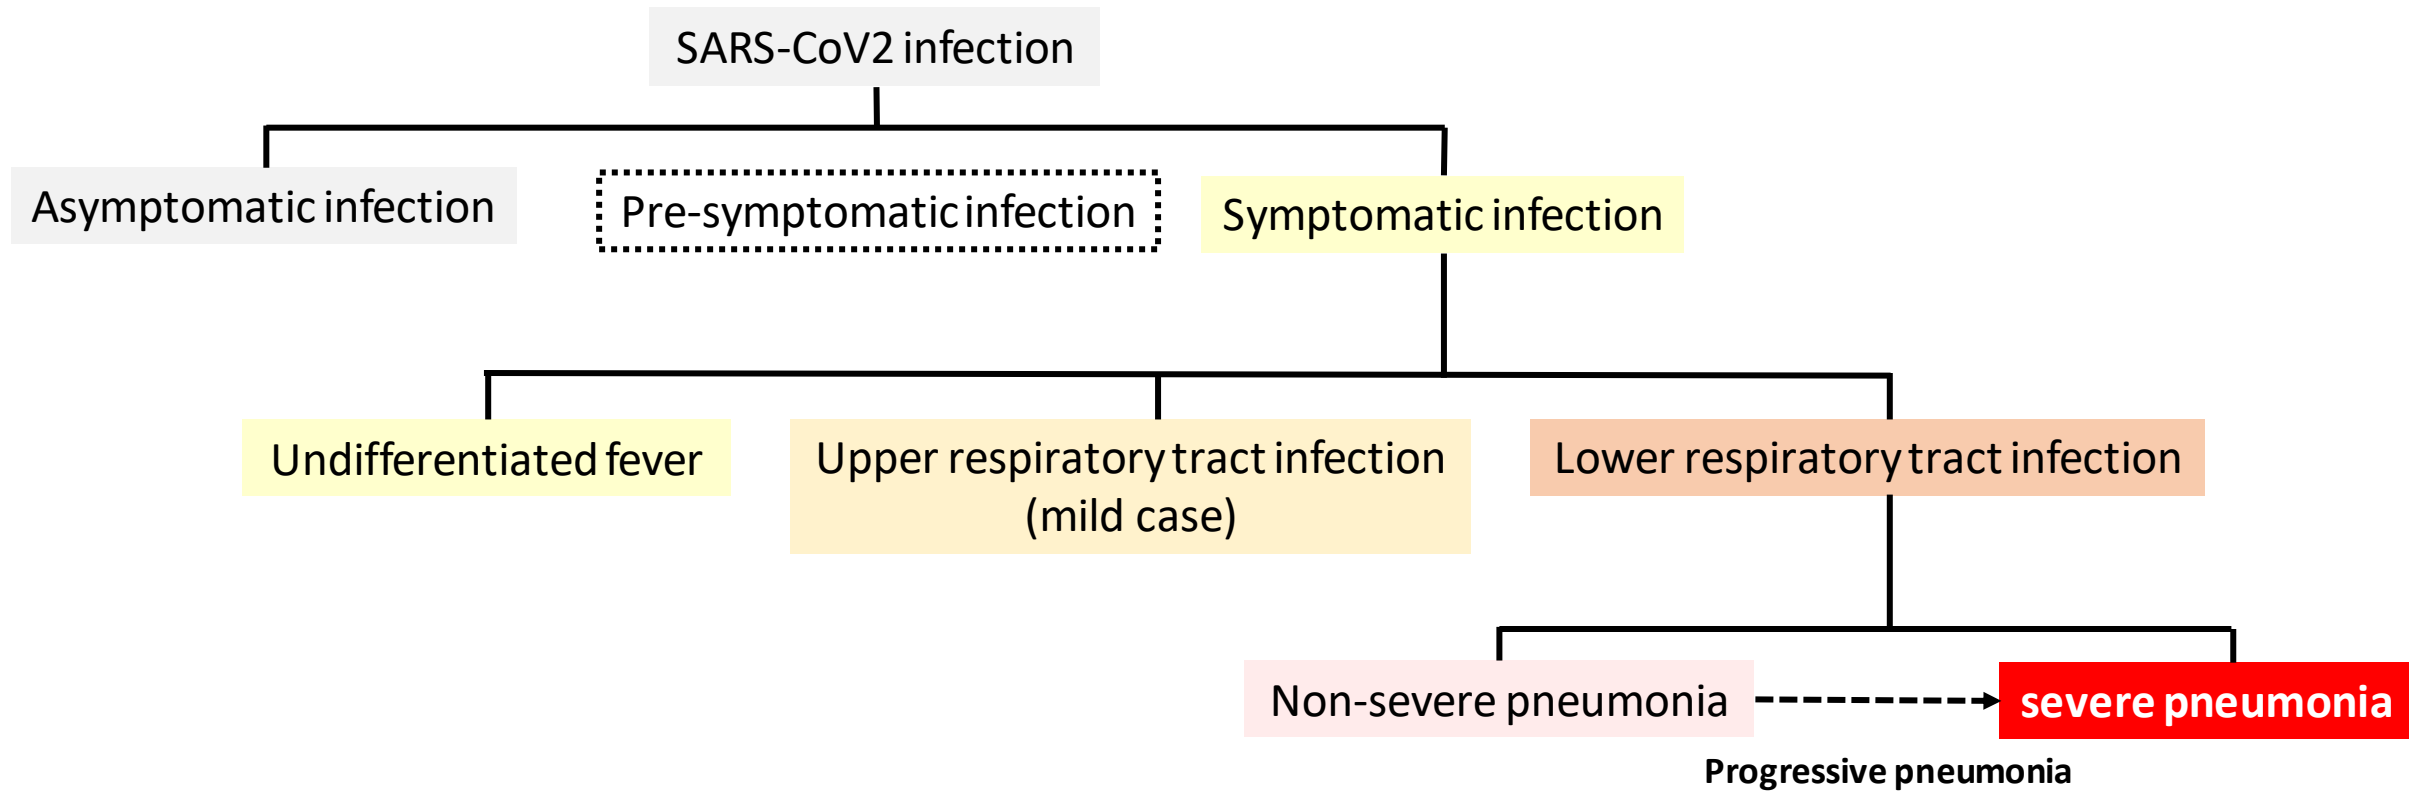 SARS-CoV2 infection
Asymptomatic infection
Pre-symptomatic infection
Symptomatic infection
Undifferentiated fever
Upper respiratory tract infection
(mild case)
Lower respiratory tract infection
Non-severe pneumonia
severe pneumonia
Progressive pneumonia